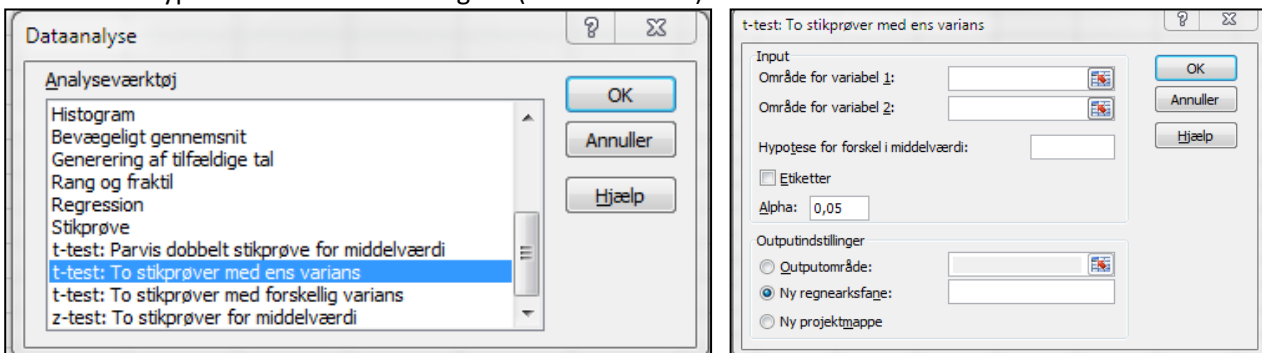 Dataanalyse
Analyseværktøj
Histogram
Bevægeligt gennemsnit
Generering af tilfældige tal
Rang og fraktil
Regression
Stikprøve
t-test: Parvis dobbelt stikprøve for middelværdi
t-test: To stikprøver med ens varians
t-test: To stikprøver med forskellig varians
z-test: To stikprøver for middelværdi
OK
Annuller
Hjælp
t-test: To stikprøver med ens varians
Input
Område for variabel 1:
Område for variabel 2:
Hypotese for forskel i middelværdi:
Etiketter
Alpha: 0,05
Outputindstillinger
Outputområde:
Ny regnearksfane:
Ny projektmappe
OK
Annuller
Hjælp